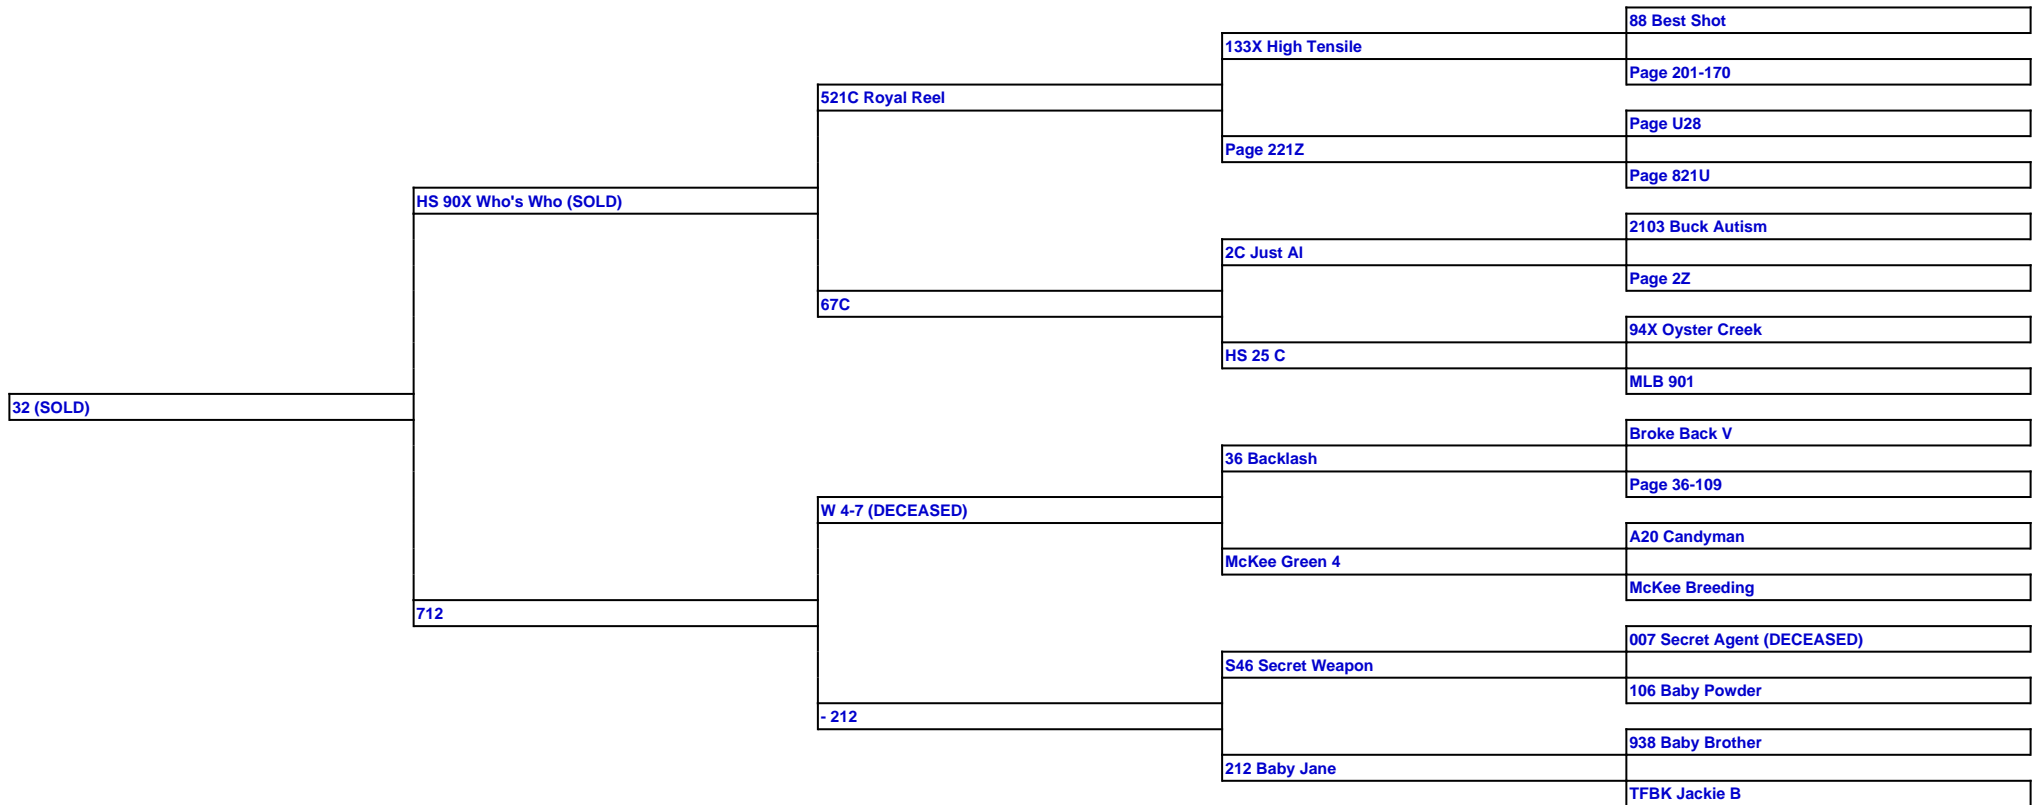 88 Best Shot
133X High Tensile
Page 201-170
521C Royal Reel
Page U28
Page 221Z
Page 821U
HS 90X Who's Who (SOLD)
2103 Buck Autism
2C Just Al
Page 2Z
67C
94X Oyster Creek
HS 25 C
MLB 901
32 (SOLD)
Broke Back V
36 Backlash
Page 36-109
W 4-7 (DECEASED)
A20 Candyman
McKee Green 4
McKee Breeding
712
007 Secret Agent (DECEASED)
S46 Secret Weapon
106 Baby Powder
- 212
938 Baby Brother
212 Baby Jane
TFBK Jackie B